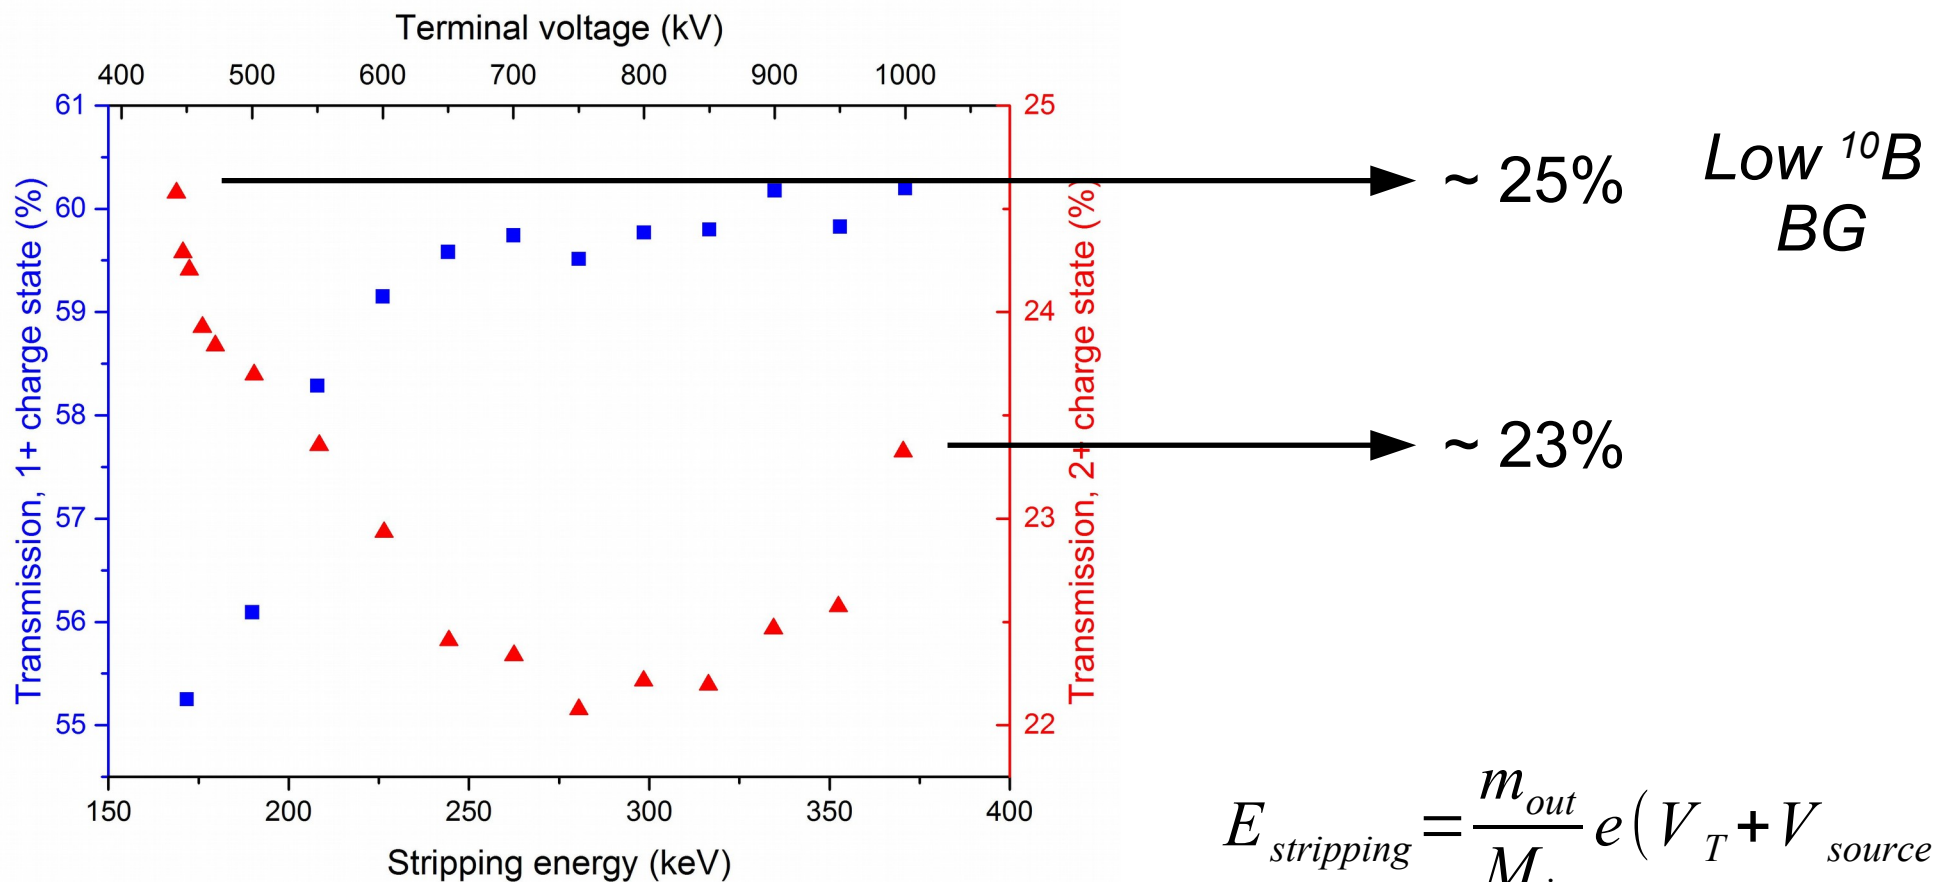 Terminal voltage (kV)
400 500 600 700 800 900 1000
61
60
59
58
57
56
55
Transmission, 1+ charge state (%)
25
24
23
22
Transmission, 2+ charge state (%)
150 200 250 300 350 400
Stripping energy (keV)
~ 25%
Low ¹⁰B
BG
~ 23%
E stripping = m out / M e ( V T + V source